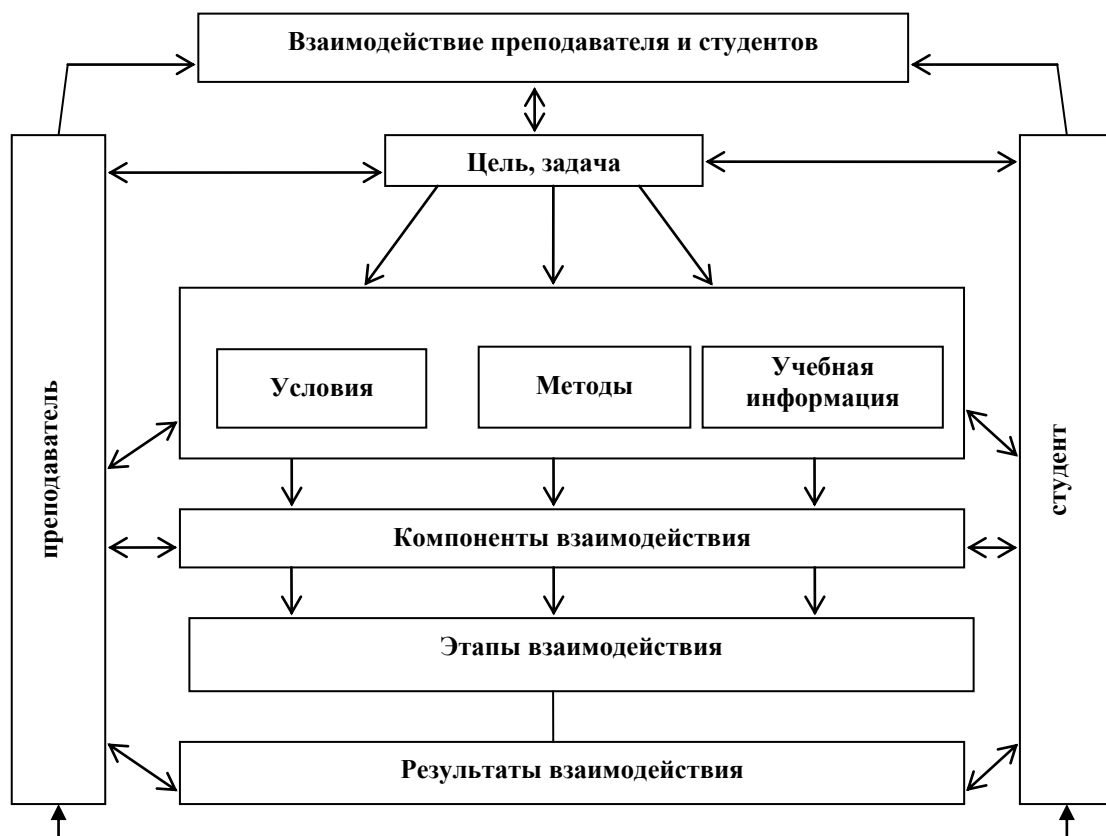 Взаимодействие преподавателя и студентов
Цель, задача
преподаватель
студент
Условия
Методы
Учебная
информация
Компоненты взаимодействия
Этапы взаимодействия
Результаты взаимодействия